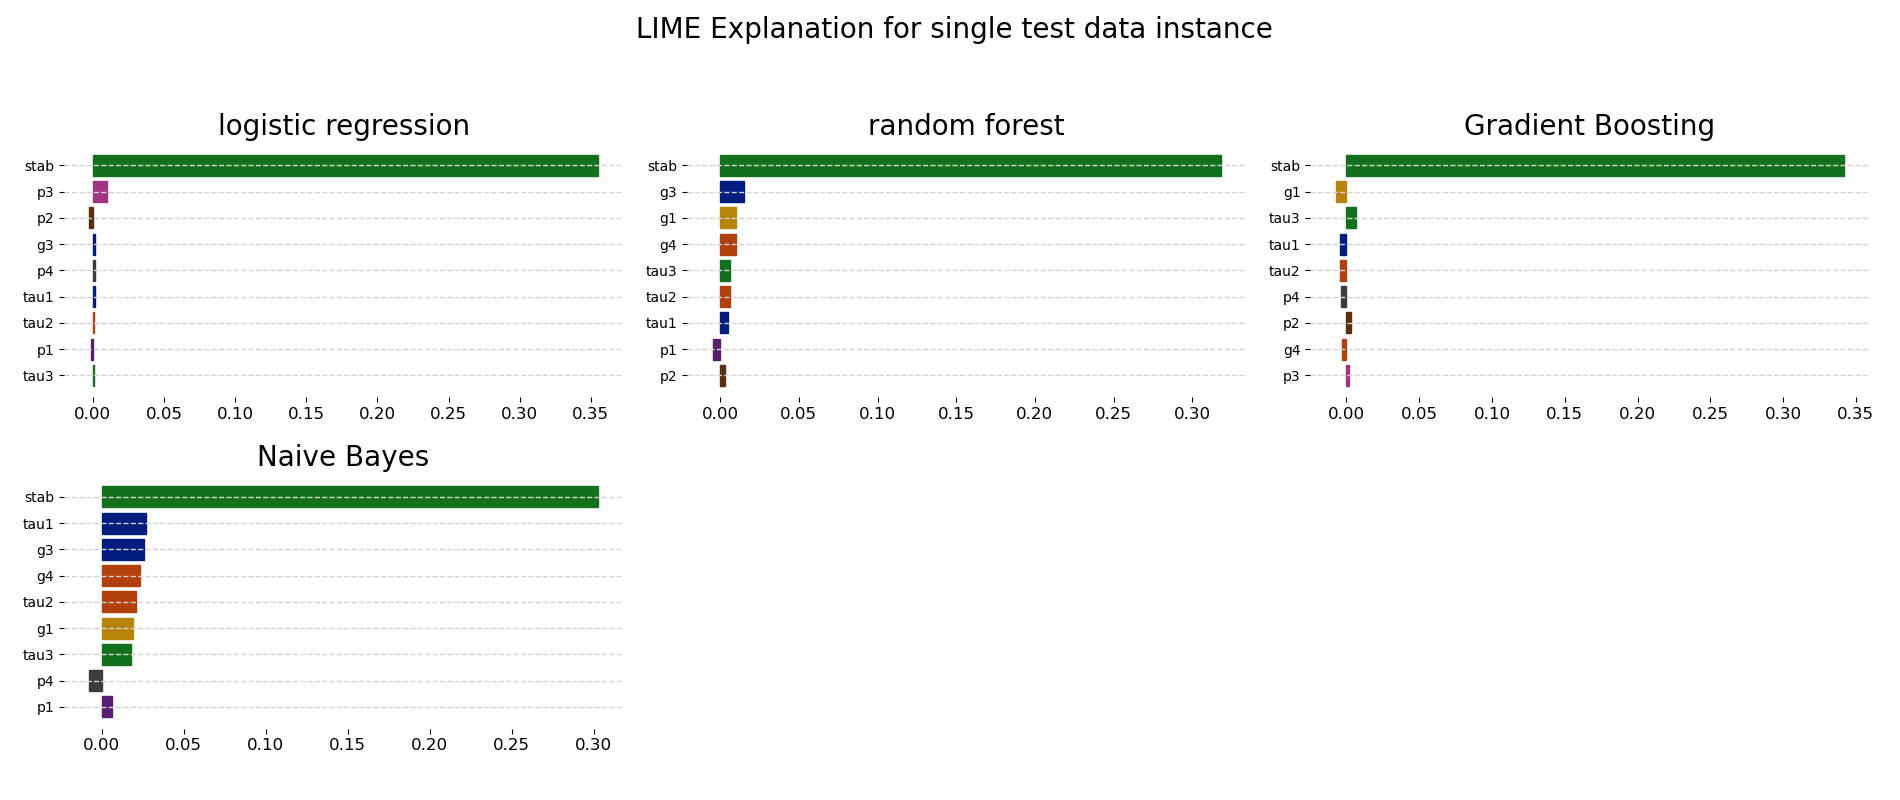 LIME Explanation for single test data instance
logistic regression
stab
p3
p2
g3
p4
tau1
tau2
p1
tau3
0.00 0.05 0.10 0.15 0.20 0.25 0.30 0.35
random forest
stab
g3
g1
g4
tau3
tau2
tau1
p1
p2
0.00 0.05 0.10 0.15 0.20 0.25 0.30
Gradient Boosting
stab
g1
tau3
tau1
tau2
p4
p2
g4
p3
0.00 0.05 0.10 0.15 0.20 0.25 0.30 0.35
Naive Bayes
stab
tau1
g3
g4
tau2
g1
tau3
p4
p1
0.00 0.05 0.10 0.15 0.20 0.25 0.30